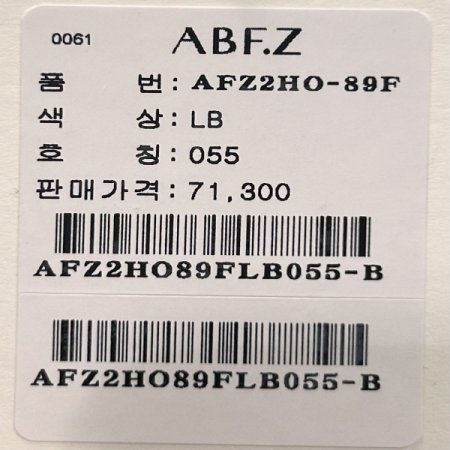 0061 ABF.Z
품 번 : AFZ2HO-89F
색 상 : LB
호 칭 : 055
판매가격 : 71,300
AFZ2HO89FLB055-B
AFZ2HO89FLB055-B